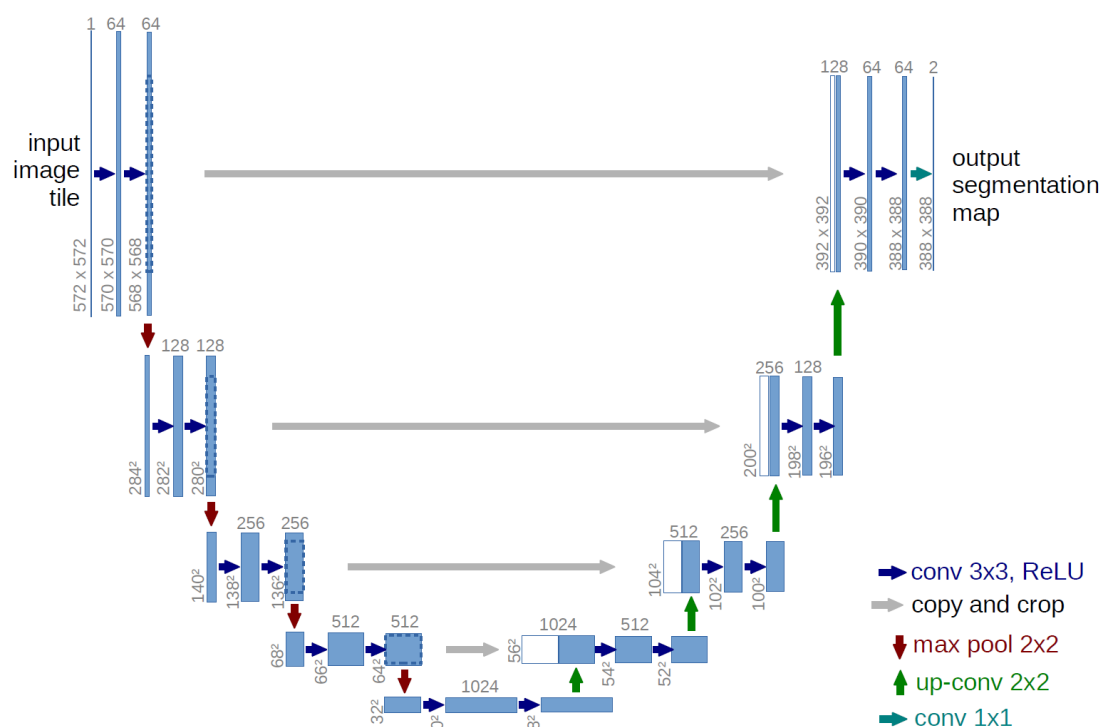 1 64 64
128 64 64 2
input
image
tile
output
segmentation
map
572 x 572
570 x 570
568 x 568
392 x 392
390 x 390
388 x 388
388 x 388
128 128
256 128
284²
282²
280²
200²
198²
196²
256 256
512 256
140²
138²
136²
104²
102²
100²
512 512
1024 512
68²
66²
64²
56²
54²
52²
1024
32²
conv 3x3, ReLU
copy and crop
max pool 2x2
up-conv 2x2
conv 1x1